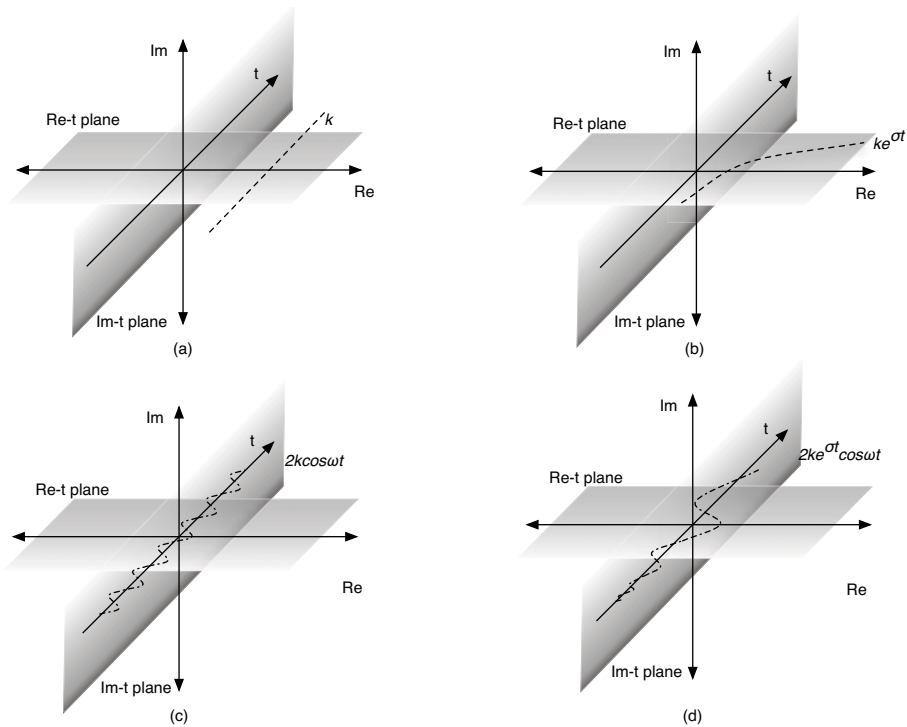 Im
t
Re-t plane
k
Re
Im-t plane
(a)
Im
t
Re-t plane
ke^σt
Re
Im-t plane
(b)
Im
t
2kcosωt
Re-t plane
Re
Im-t plane
(c)
Im
t
2ke^σt cosωt
Re-t plane
Re
Im-t plane
(d)